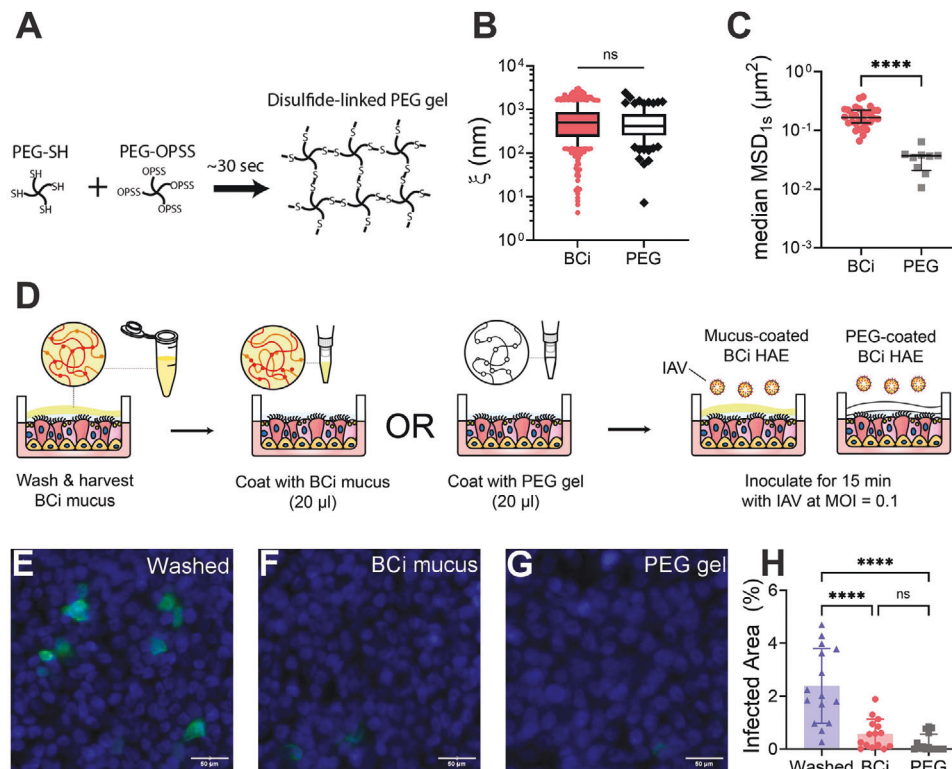 A
Disulfide-linked PEG gel
PEG-SH
PEG-OPSS
~30 sec
SH
SH
SH
SH
+
OPSS
OPSS
OPSS
OPSS
S
S
S
S
S
S
S
S
S
S
B
ns
ξ (nm)
10⁴
10³
10²
10¹
10⁰
BCi
PEG
C
****
median MSD1s (μm²)
10⁰
10⁻¹
10⁻²
10⁻³
BCi
PEG
D
Wash & harvest
BCi mucus
Coat with BCi mucus
(20 µl)
OR
Coat with PEG gel
(20 µl)
IAV
Mucus-coated
BCi HAE
PEG-coated
BCi HAE
Inoculate for 15 min
with IAV at MOI = 0.1
E
Washed
50 µm
F
BCi mucus
50 µm
G
PEG gel
50 µm
H
****
****
ns
Infected Area (%)
6
4
2
0
Washed
BCi
PEG